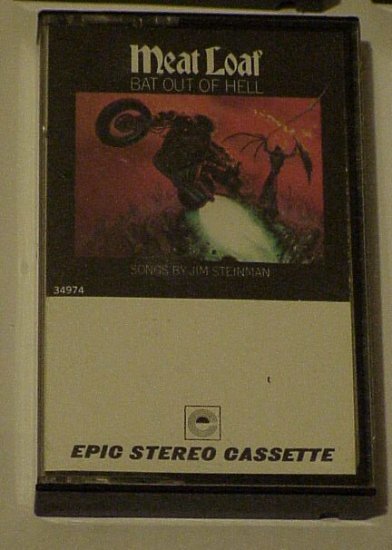 Meat Loaf
BAT OUT OF HELL
SONGS BY JIM STEINMAN
34974
e
EPIC STEREO CASSETTE